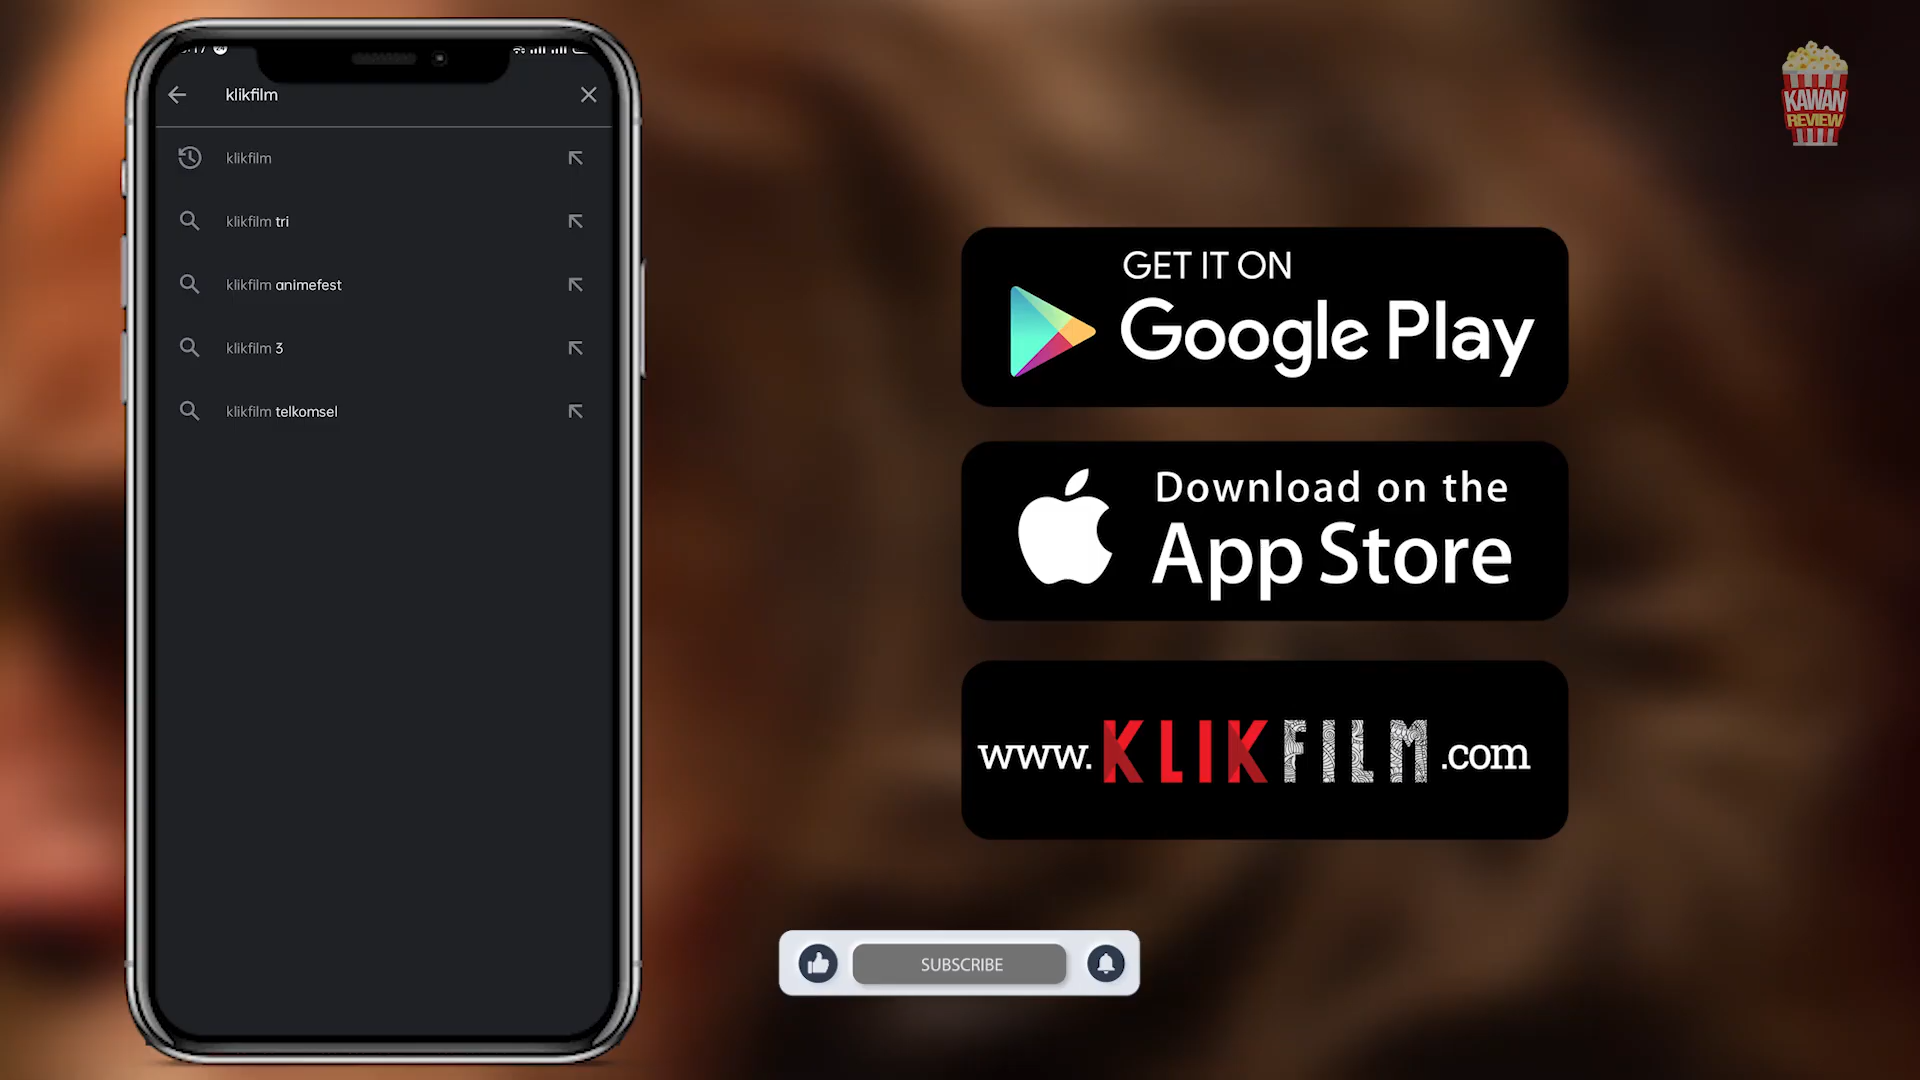 klikfilm
klikfilm
klikfilm tri
klikfilm animefest
klikfilm 3
klikfilm telkomsel
KAWAN
REVIEW
GET IT ON
Google Play
Download on the
App Store
www.KLIKFILM.com
SUBSCRIBE